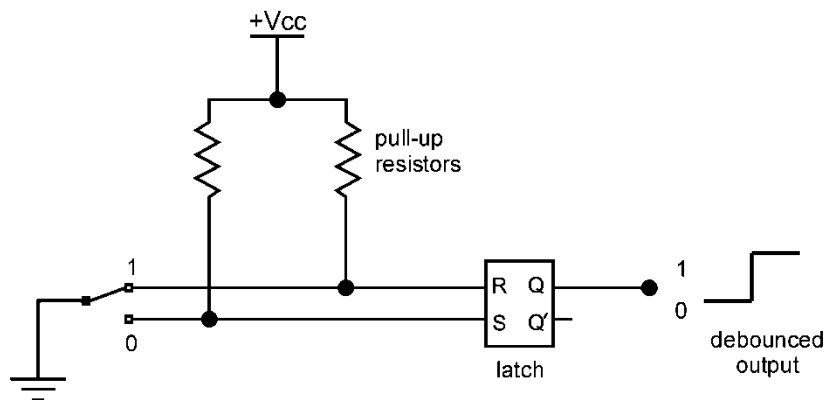 +Vcc
pull-up
resistors
1
0
R
Q
S
Q'
latch
1
0
debounced
output